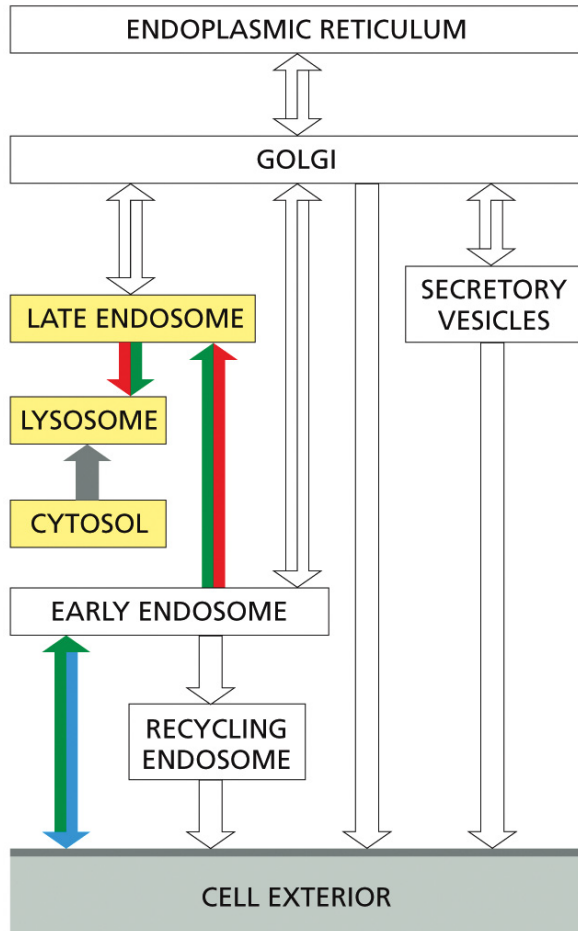 ENDOPLASMIC RETICULUM
GOLGI
LATE ENDOSOME
SECRETORY
VESICLES
LYSOSOME
CYTOSOL
EARLY ENDOSOME
RECYCLING
ENDOSOME
CELL EXTERIOR